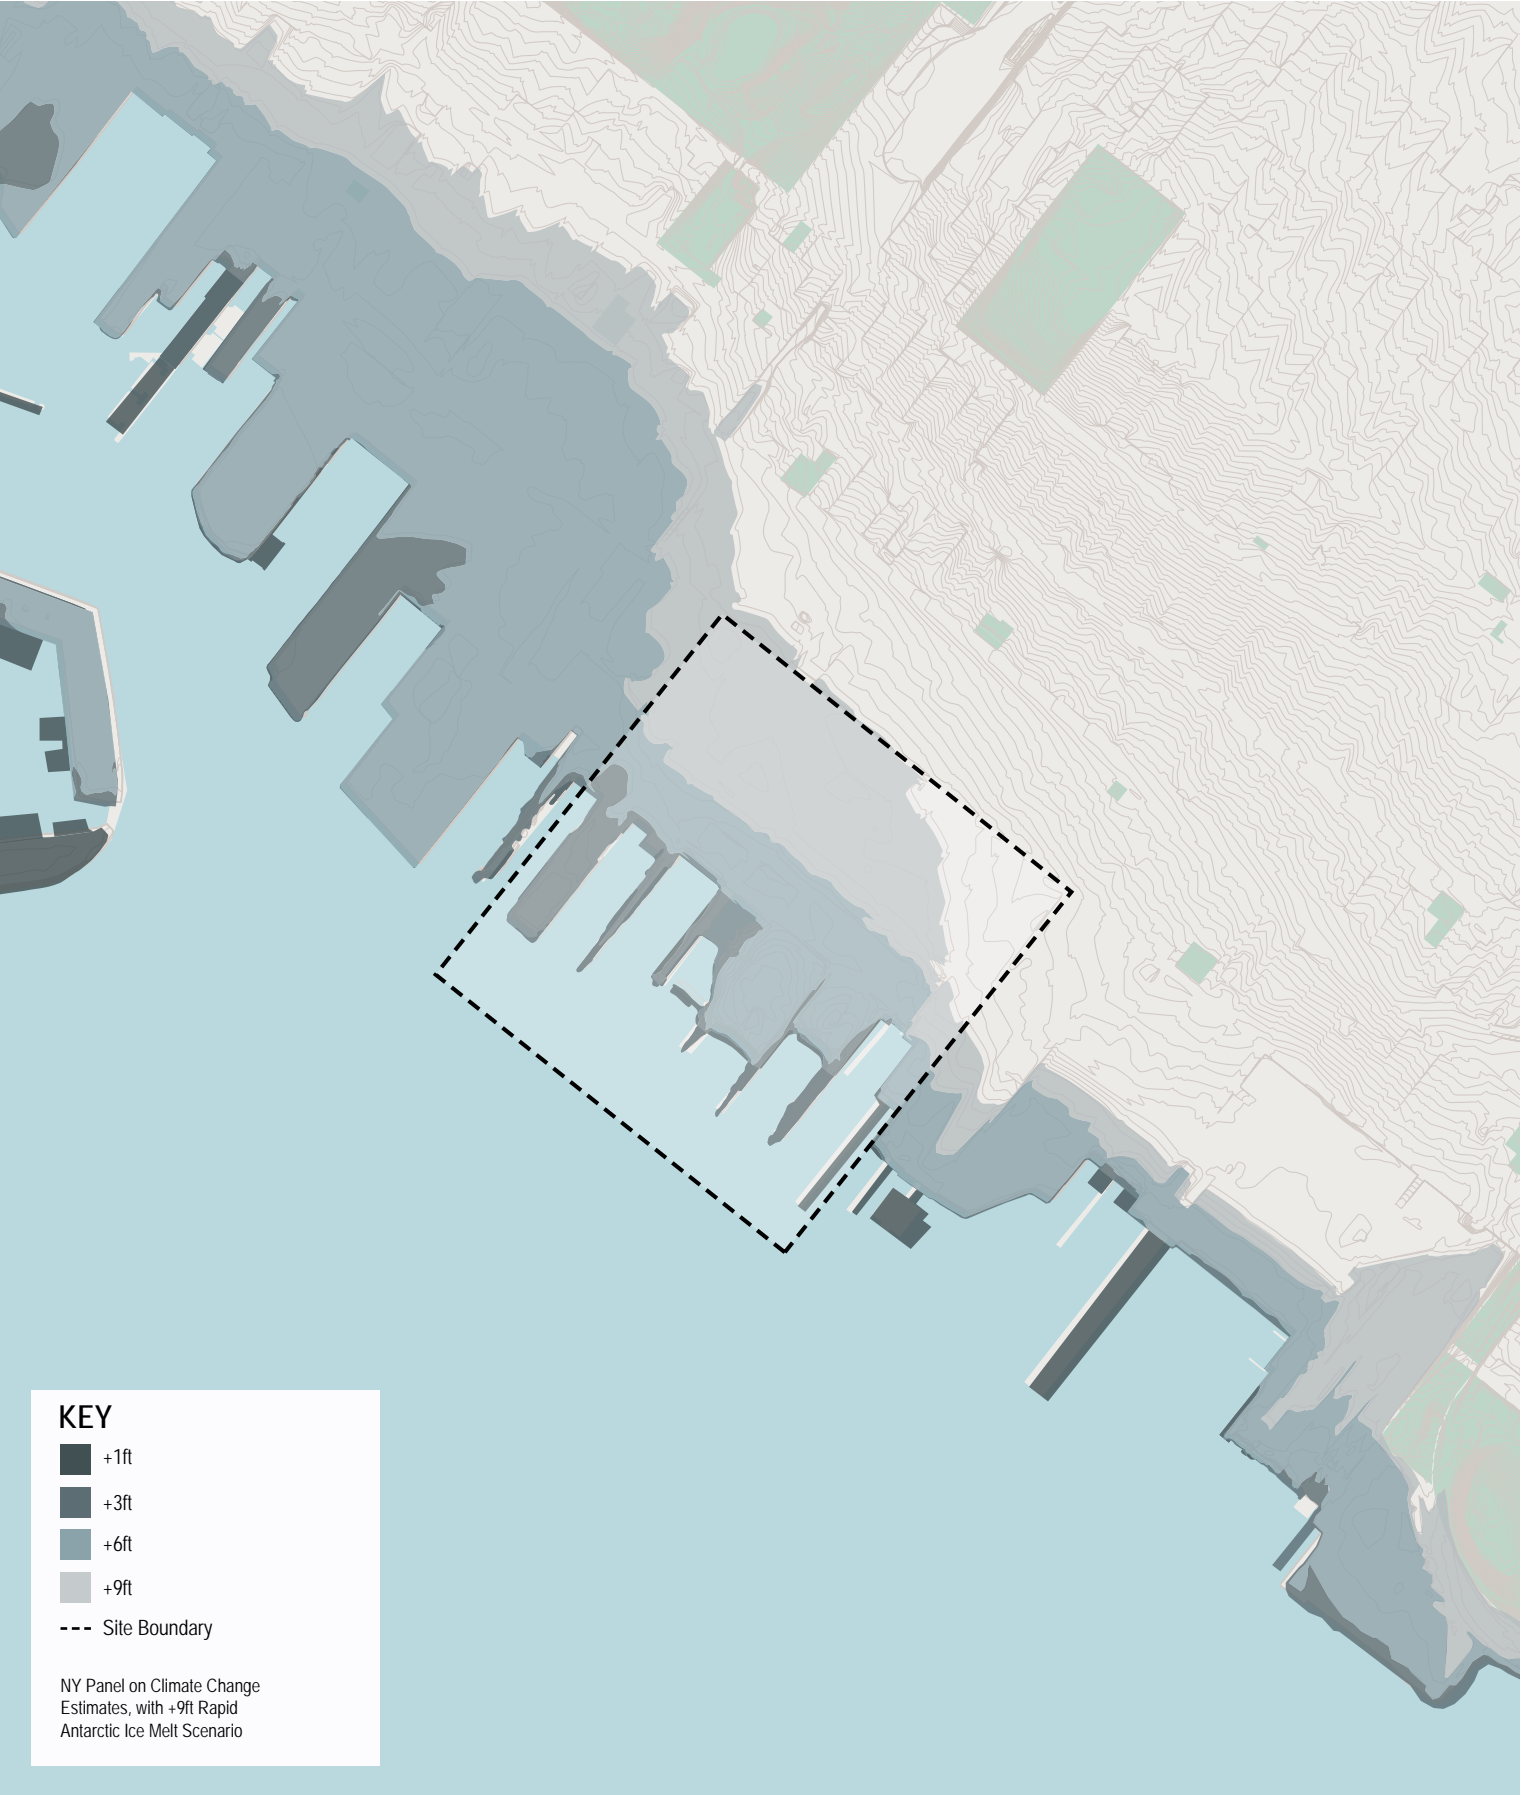 KEY
+1ft
+3ft
+6ft
+9ft
Site Boundary
NY Panel on Climate Change
Estimates, with +9ft Rapid
Antarctic Ice Melt Scenario